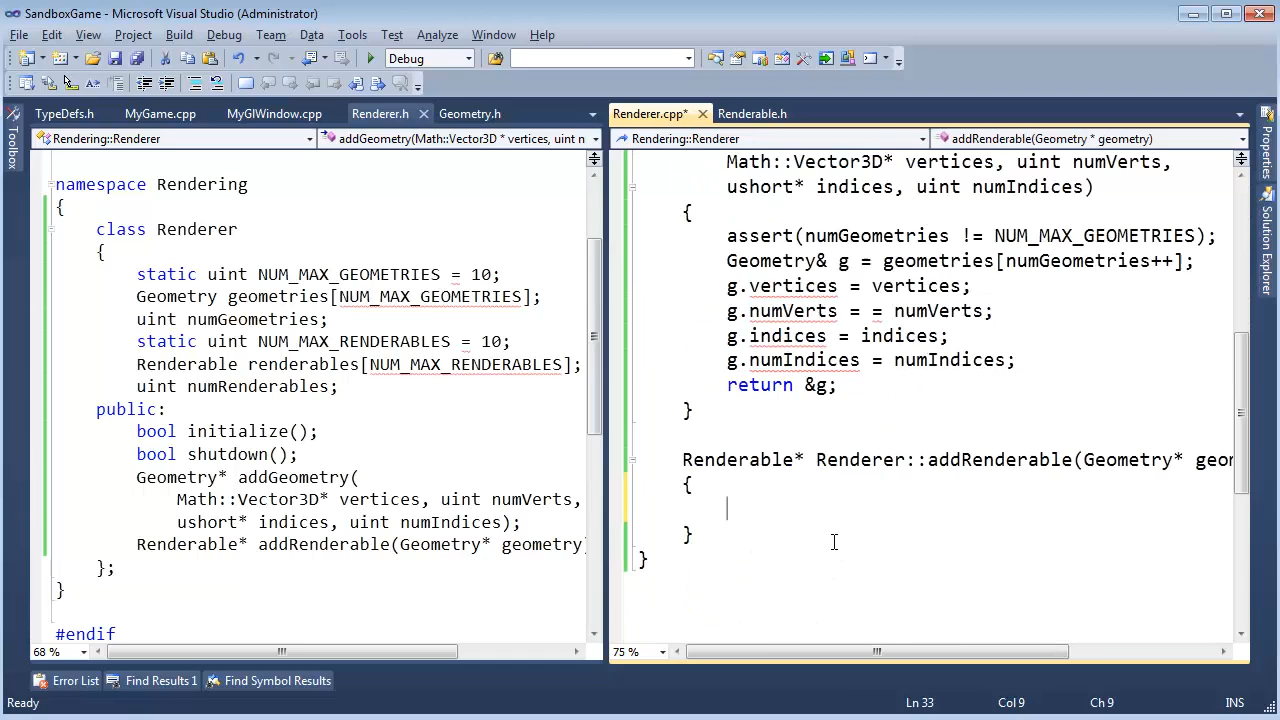 SandboxGame - Microsoft Visual Studio (Administrator)
File Edit View Project Build Debug Team Data Tools Test Analyze Window Help
Debug
TypeDefs.h MyGame.cpp MyGlWindow.cpp Renderer.h Geometry.h Renderer.cpp* Renderable.h
Rendering::Renderer addGeometry(Math::Vector3D * vertices, uint n Rendering::Renderer addRenderable(Geometry * geometry)
Toolbox
namespace Rendering
{
class Renderer
{
static uint NUM_MAX_GEOMETRIES = 10;
Geometry geometries[NUM_MAX_GEOMETRIES];
uint numGeometries;
static uint NUM_MAX_RENDERABLES = 10;
Renderable renderables[NUM_MAX_RENDERABLES];
uint numRenderables;
public:
bool initialize();
bool shutdown();
Geometry* addGeometry(
Math::Vector3D* vertices, uint numVerts,
ushort* indices, uint numIndices);
Renderable* addRenderable(Geometry* geometry)
};
}
#endif
68 %
Math::Vector3D* vertices, uint numVerts,
ushort* indices, uint numIndices)
{
assert(numGeometries != NUM_MAX_GEOMETRIES);
Geometry& g = geometries[numGeometries++];
g.vertices = vertices;
g.numVerts = = numVerts;
g.indices = indices;
g.numIndices = numIndices;
return &g;
}
Renderable* Renderer::addRenderable(Geometry* geom
{
}
}
75 %
Properties
Solution Explorer
Error List Find Results 1 Find Symbol Results
Ready Ln 33 Col 9 Ch 9 INS